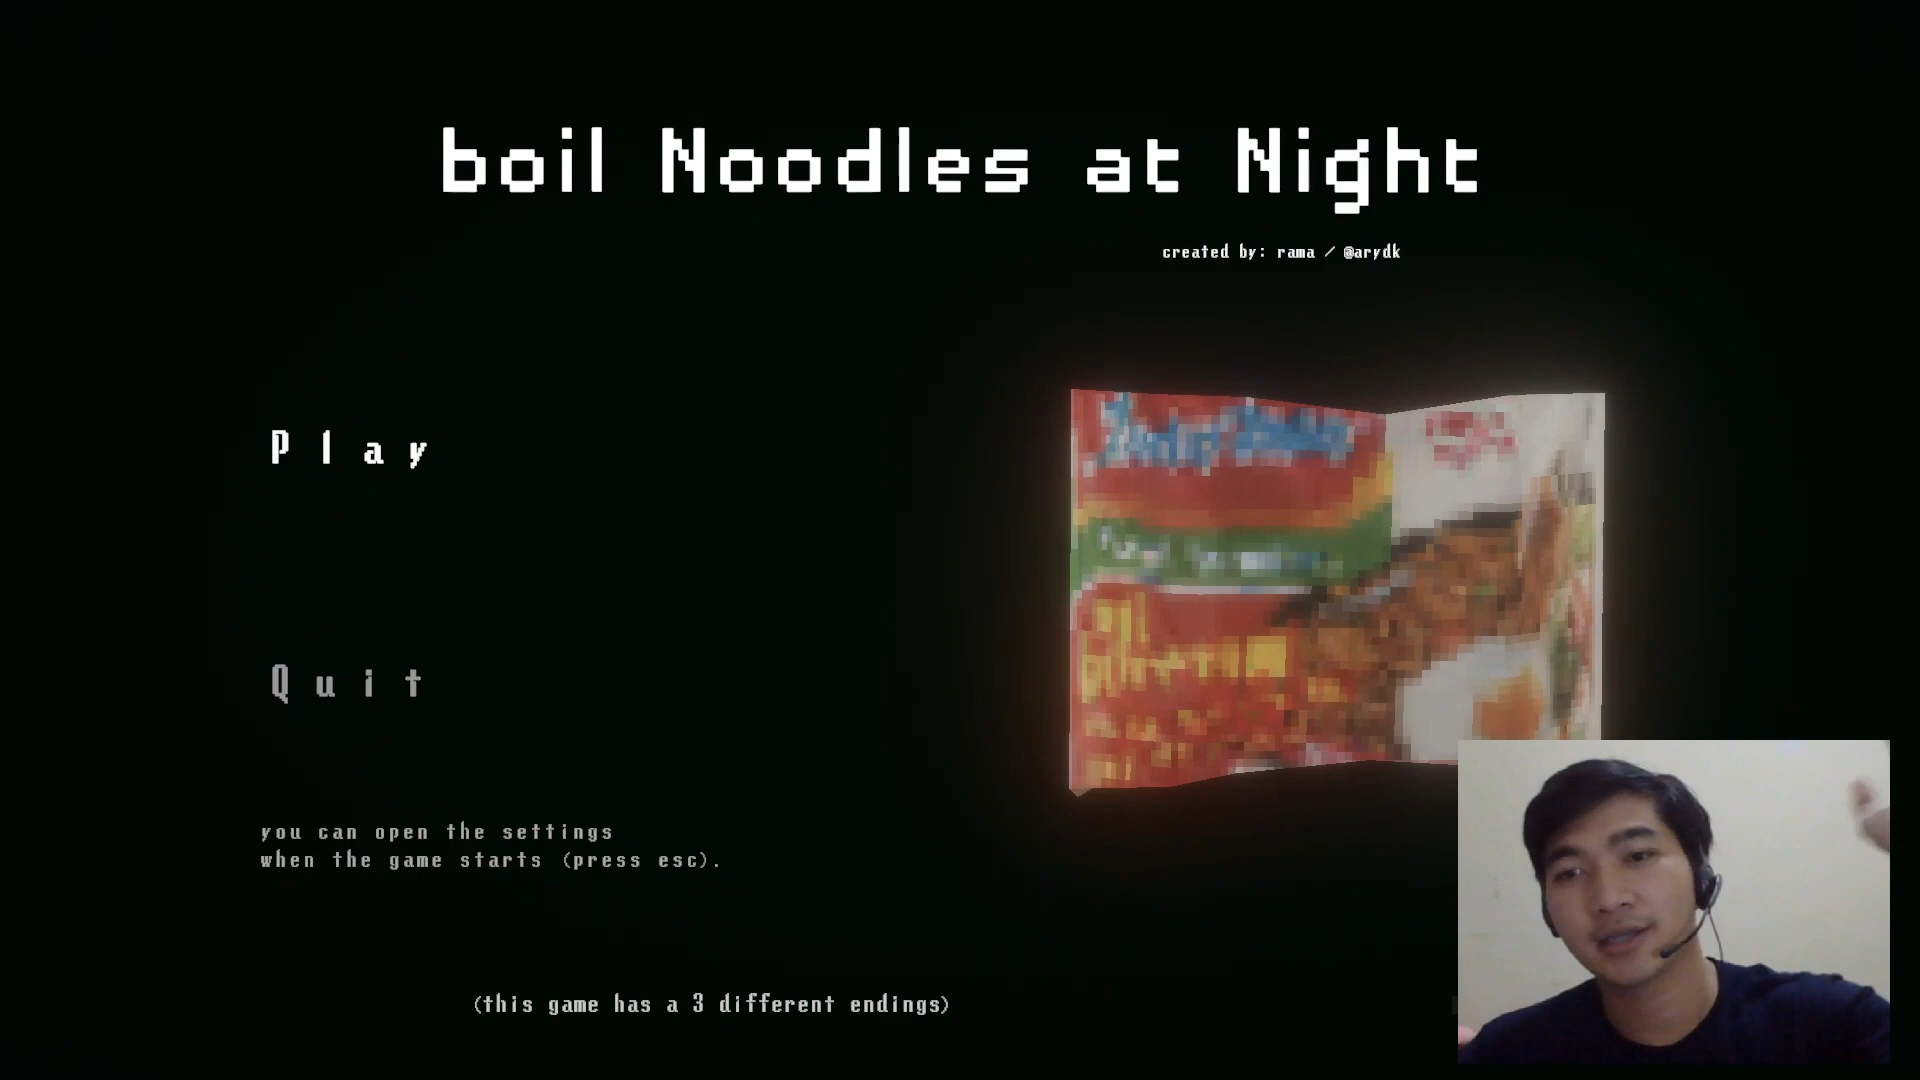 boil Noodles at Night
created by: rama / @arydk
Play
Quit
you can open the settings
when the game starts (press esc).
(this game has a 3 different endings)